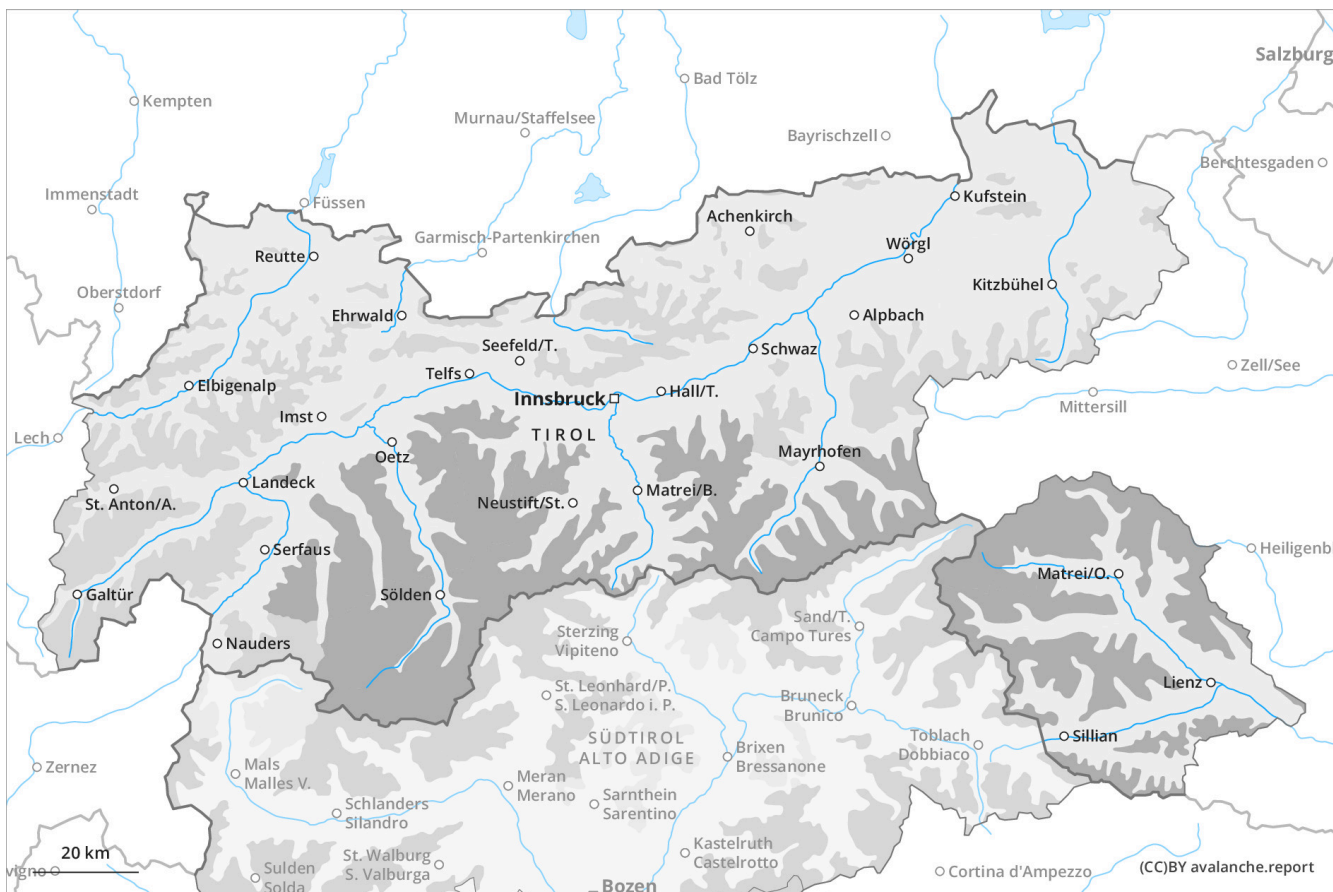 Salzburg
Bad Tölz
Kempten
Murnau/Staffelsee
Bayrischzell
Berchtesgaden
Immenstadt
Füssen
Kufstein
Achenkirch
Garmisch-Partenkirchen
Wörgl
Reutte
Kitzbühel
Oberstdorf
Ehrwald
Alpbach
Seefeld/T.
Schwaz
Zell/See
Telfs
Elbigenalp
Hall/T.
Innsbruck
Mittersill
Imst
TIROL
Lech
Oetz
Mayrhofen
Landeck
Matrei/B.
St. Anton/A.
Neustift/St.
Serfaus
Heiligenb
Matrei/O.
Galtür
Sölden
Sand/T.
Campo Tures
Sterzing
Vipiteno
Nauders
Lienz
St. Leonhard/P.
S. Leonardo i. P.
Bruneck
Brunico
Sillian
SÜDTIROL
ALTO ADIGE
Toblach
Dobbiaco
Brixen
Bressanone
Zernez
Mals
Malles V.
Meran
Merano
Schlanders
Silandro
Sarnthein
Sarentino
20 km
Kastelruth
Castelrotto
St. Walburg
S. Valburga
vigno
Sulden
Solda
Cortina d'Ampezzo
(CC)BY avalanche.report
Bozen